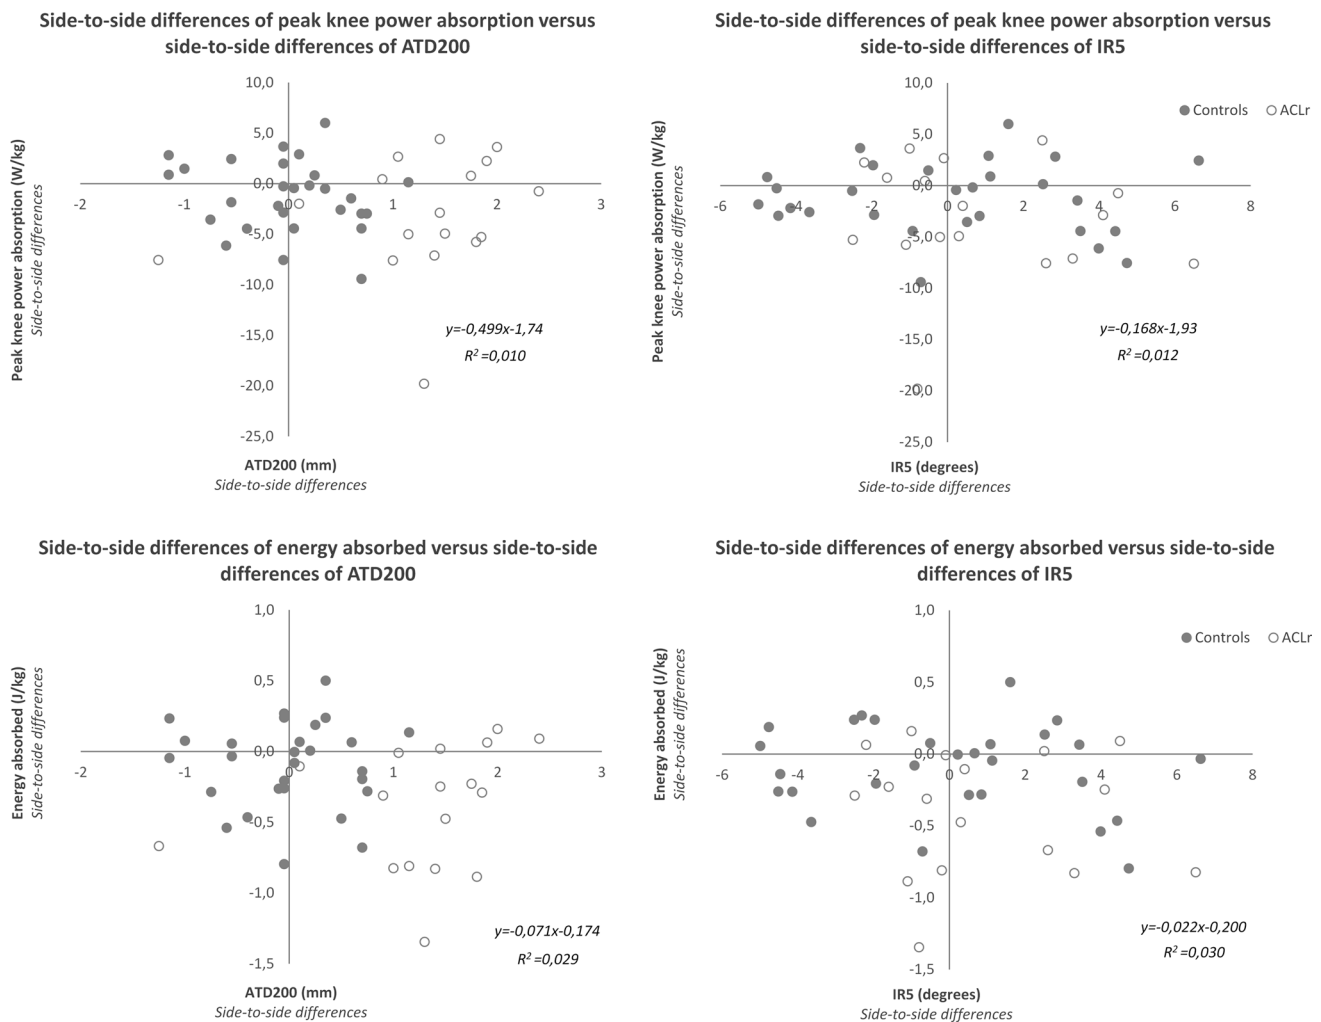 Side-to-side differences of peak knee power absorption versus
side-to-side differences of ATD200
10,0
5,0
0,0
-5,0
-10,0
-15,0
-20,0
-25,0
-2
-1
0
1
2
3
Peak knee power absorption (W/kg)
Side-to-side differences
y=-0,499x-1,74
R² =0,010
ATD200 (mm)
Side-to-side differences
Side-to-side differences of peak knee power absorption versus
side-to-side differences of IR5
Controls
ACLr
10,0
5,0
0,0
-5,0
-10,0
-15,0
-20,0
-25,0
-6
-4
-2
0
2
4
6
8
Peak knee power absorption (W/kg)
Side-to-side differences
y=-0,168x-1,93
R² =0,012
IR5 (degrees)
Side-to-side differences
Side-to-side differences of energy absorbed versus side-to-side
differences of ATD200
1,0
0,5
0,0
-0,5
-1,0
-1,5
-2
-1
0
1
2
3
Energy absorbed (J/kg)
Side-to-side differences
y=-0,071x-0,174
R² =0,029
ATD200 (mm)
Side-to-side differences
Side-to-side differences of energy absorbed versus side-to-side
differences of IR5
Controls
ACLr
1,0
0,5
0,0
-0,5
-1,0
-1,5
-6
-4
-2
0
2
4
6
8
Energy absorbed (J/kg)
Side-to-side differences
y=-0,022x-0,200
R² =0,030
IR5 (degrees)
Side-to-side differences